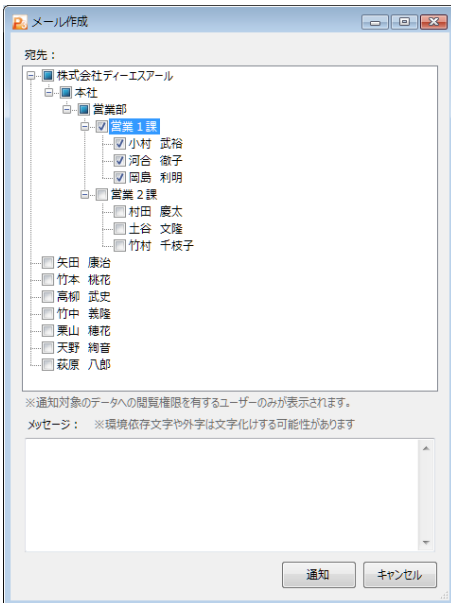 メール作成
宛先：
株式会社ディーエスアール
本社
営業部
営業１課
小村 武裕
河合 徹子
岡島 利明
営業２課
村田 慶太
土谷 文隆
竹村 千枝子
矢田 康治
竹本 桃花
高柳 武史
竹中 義隆
栗山 穂花
天野 絢音
萩原 八郎
※通知対象のデータへの閲覧権限を有するユーザーのみが表示されます。
メッセージ： ※環境依存文字や外字は文字化けする可能性があります
通知 キャンセル